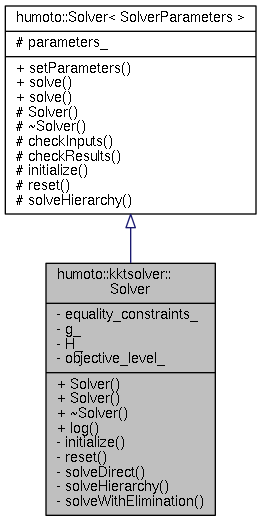 humoto::Solver< SolverParameters >
# parameters_
+ setParameters()
+ solve()
+ solve()
# Solver()
# ~Solver()
# checkInputs()
# checkResults()
# initialize()
# reset()
# solveHierarchy()
humoto::kktsolver::
Solver
- equality_constraints_
- g_
- H_
- objective_level_
+ Solver()
+ Solver()
+ ~Solver()
+ log()
- initialize()
- reset()
- solveDirect()
- solveHierarchy()
- solveWithElimination()